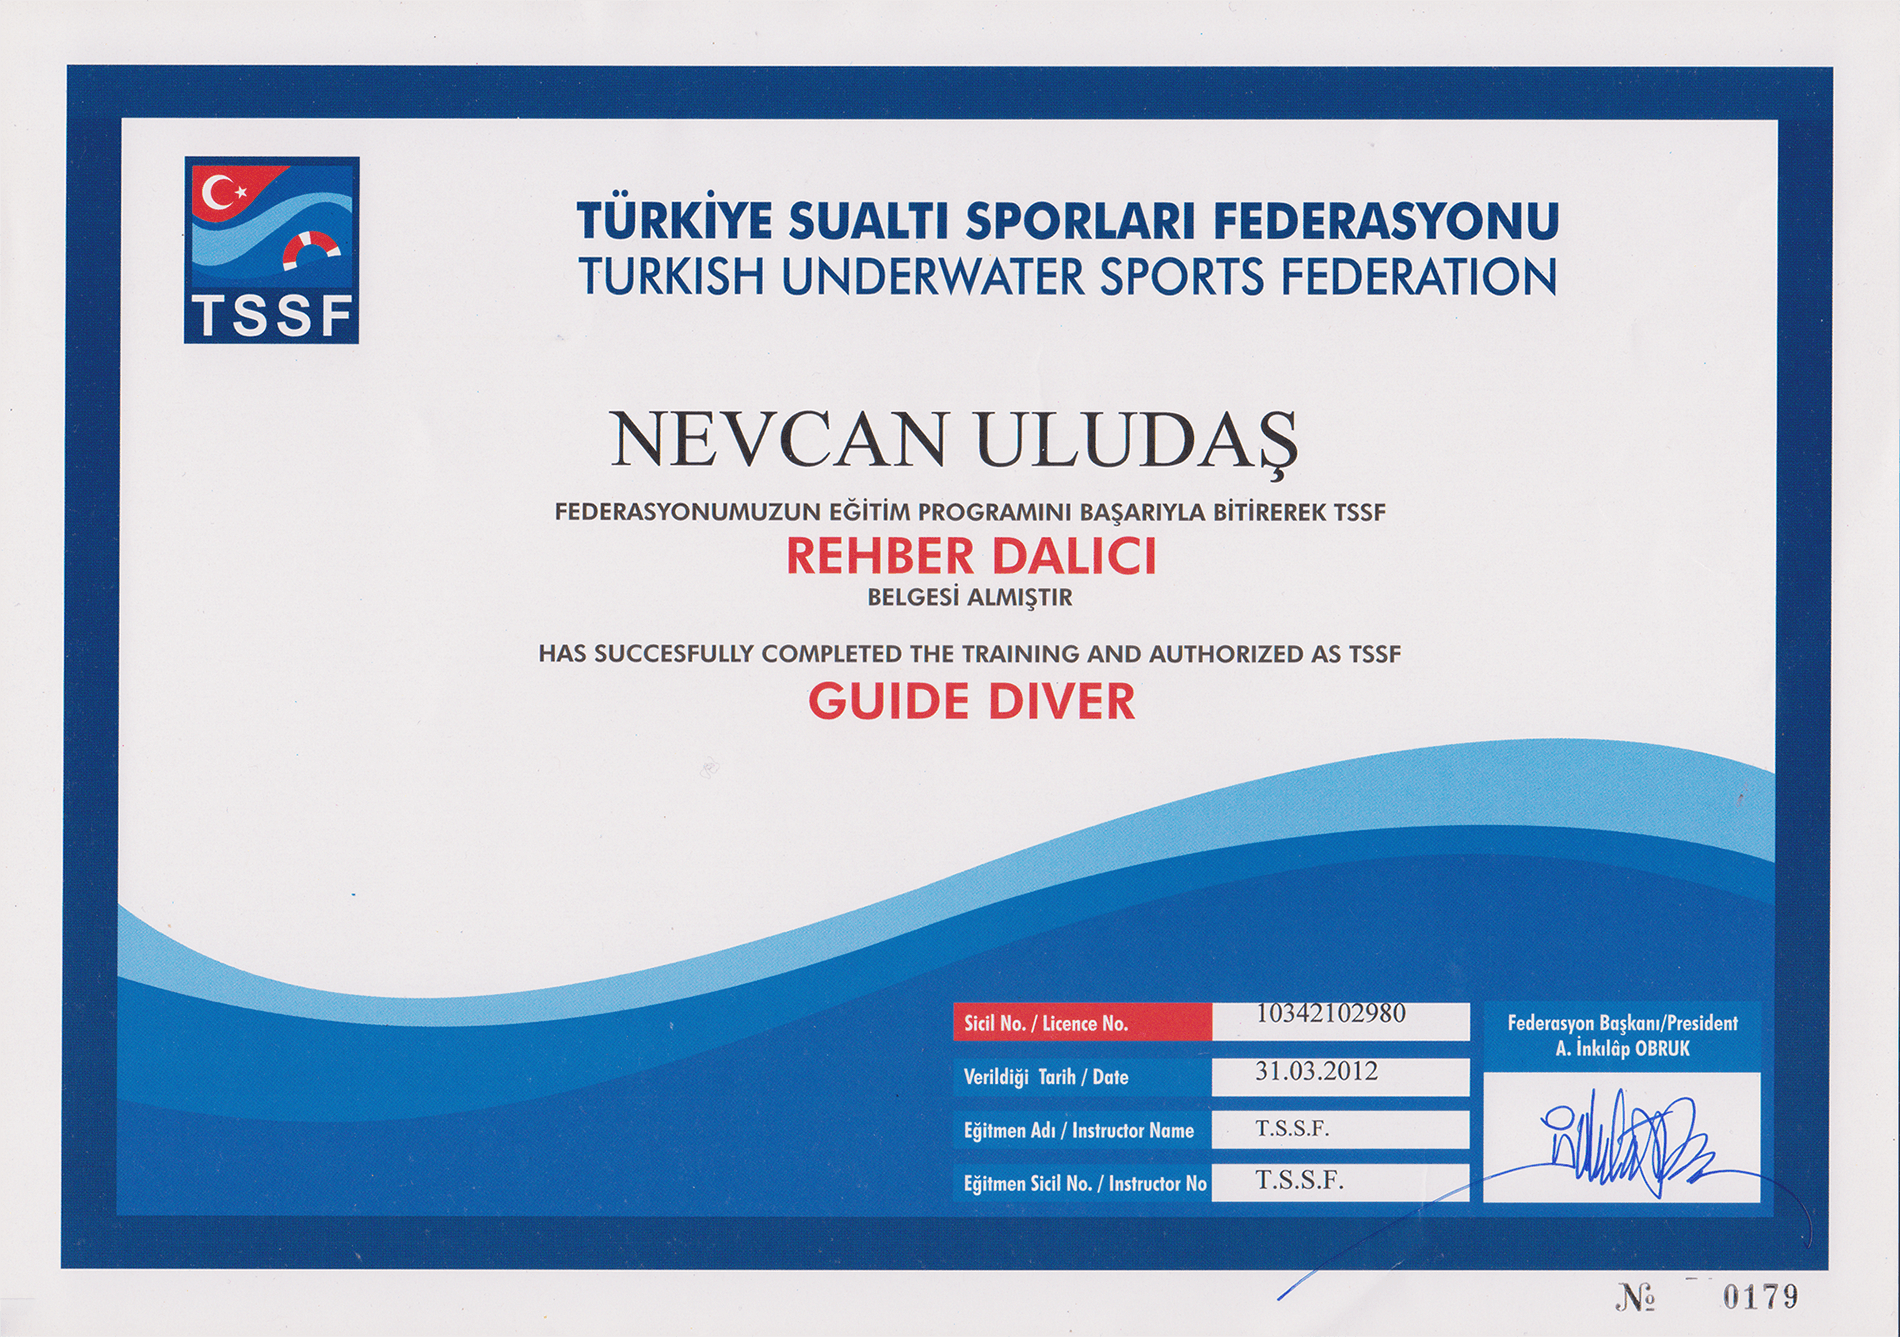 TSSF
TÜRKİYE SUALTI SPORLARI FEDERASYONU
TURKISH UNDERWATER SPORTS FEDERATION
NEVCAN ULUDAŞ
FEDERASYONUMUZUN EĞİTİM PROGRAMINI BAŞARIYLA BİTİREREK TSSF
REHBER DALICI
BELGESİ ALMIŞTIR
HAS SUCCESFULLY COMPLETED THE TRAINING AND AUTHORIZED AS TSSF
GUIDE DIVER
Sicil No. / Licence No. 10342102980
Verildiği Tarih / Date 31.03.2012
Eğitmen Adı / Instructor Name T.S.S.F.
Eğitmen Sicil No. / Instructor No T.S.S.F.
Federasyon Başkanı/President
A. İnkılâp OBRUK
№ 0179